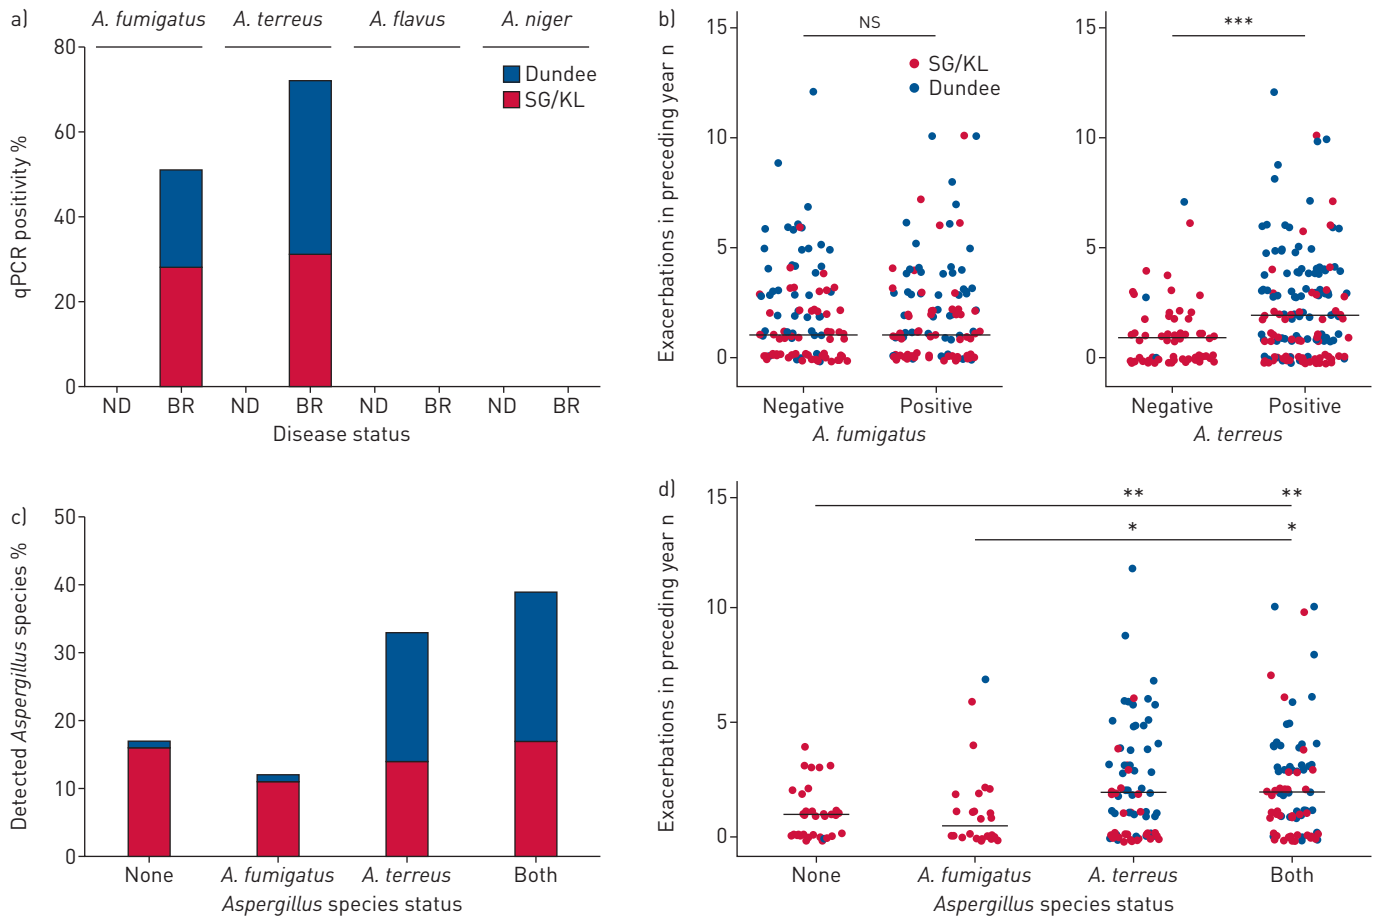 a)
A. fumigatus A. terreus A. flavus A. niger
80
60
40
20
0
qPCR positivity %
Dundee
SG/KL
ND BR ND BR ND BR ND BR
Disease status
b)
15
10
5
0
Exacerbations in preceding year n
NS
SG/KL
Dundee
Negative Positive
A. fumigatus
15
10
5
0
***
Negative Positive
A. terreus
c)
50
40
30
20
10
0
Detected Aspergillus species %
None A. fumigatus A. terreus Both
Aspergillus species status
d)
15
10
5
0
Exacerbations in preceding year n
** **
* *
None A. fumigatus A. terreus Both
Aspergillus species status